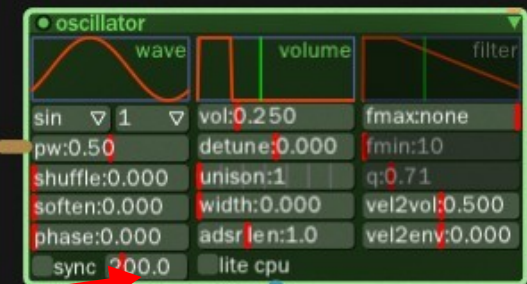 oscillator
wave volume filter
sin 1 vol:0.250 fmax:none
pw:0.50 detune:0.000 fmin:10
shuffle:0.000 unison:1 q:0.71
soften:0.000 width:0.000 vel2vol:0.500
phase:0.000 adsr len:1.0 vel2env:0.000
sync 200.0 lite cpu